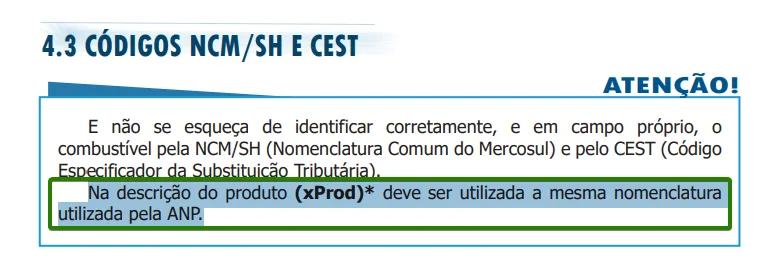 4.3 CÓDIGOS NCM/SH E CEST
ATENÇÃO!
E não se esqueça de identificar corretamente, e em campo próprio, o
combustível pela NCM/SH (Nomenclatura Comum do Mercosul) e pelo CEST (Código
Especificador da Substituição Tributária).
Na descrição do produto (xProd)* deve ser utilizada a mesma nomenclatura
utilizada pela ANP.